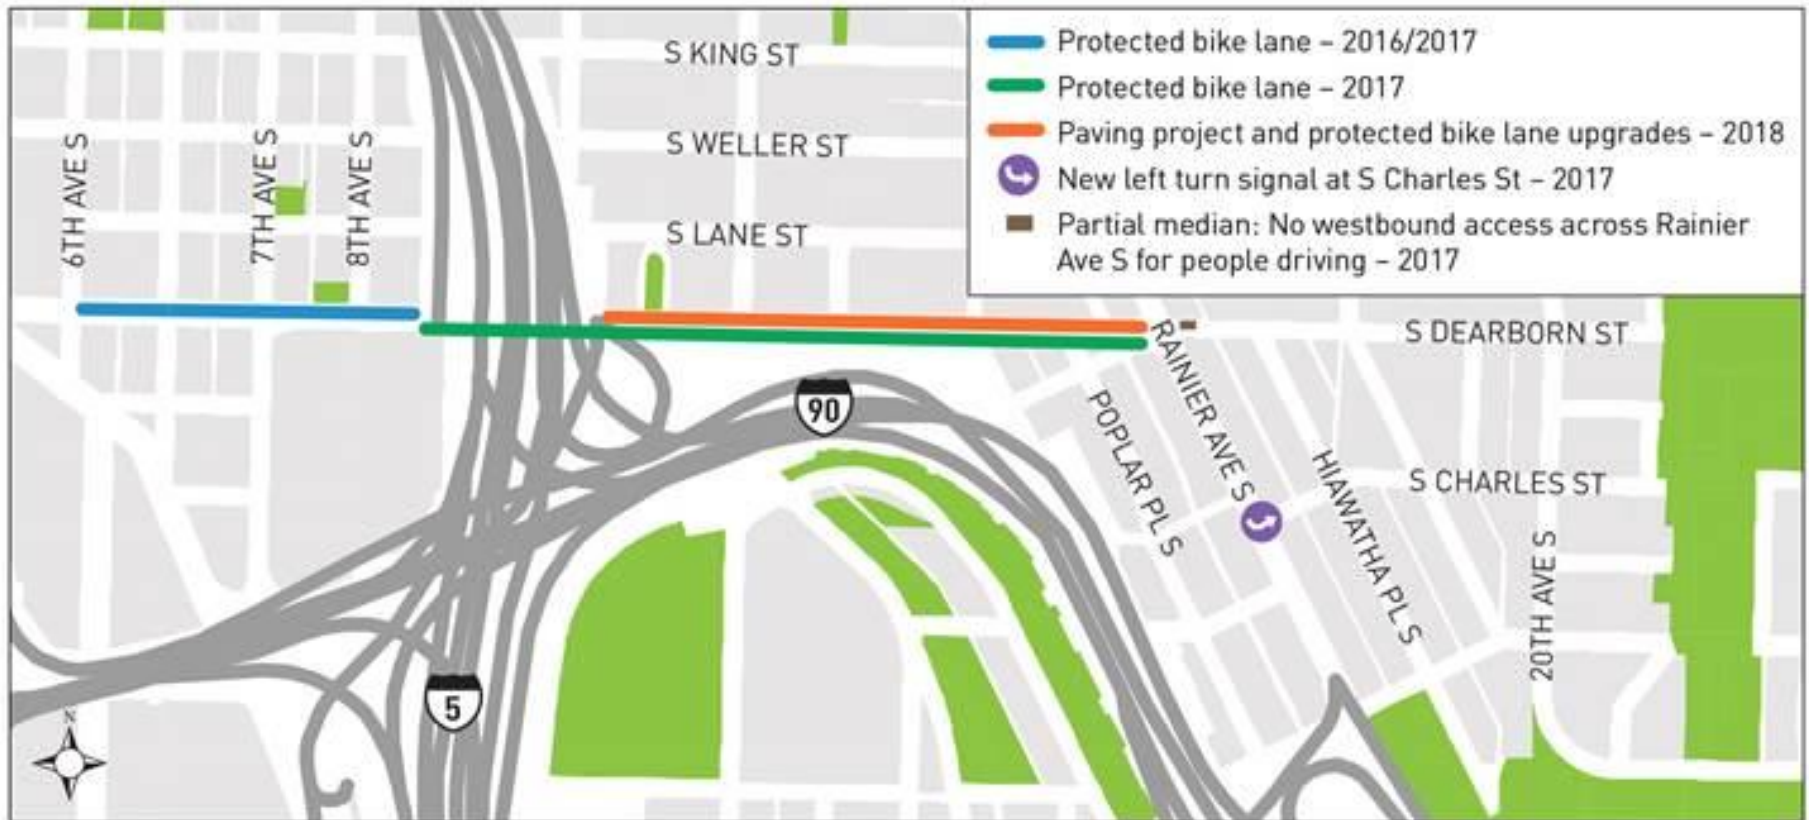 S KING ST
S WELLER ST
S LANE ST
6TH AVE S
7TH AVE S
8TH AVE S
Protected bike lane – 2016/2017
Protected bike lane – 2017
Paving project and protected bike lane upgrades – 2018
New left turn signal at S Charles St – 2017
Partial median: No westbound access across Rainier
Ave S for people driving – 2017
S DEARBORN ST
RAINIER AVE S
POPLAR PL S
90
HIAWATHA PL S
S CHARLES ST
20TH AVE S
5
N